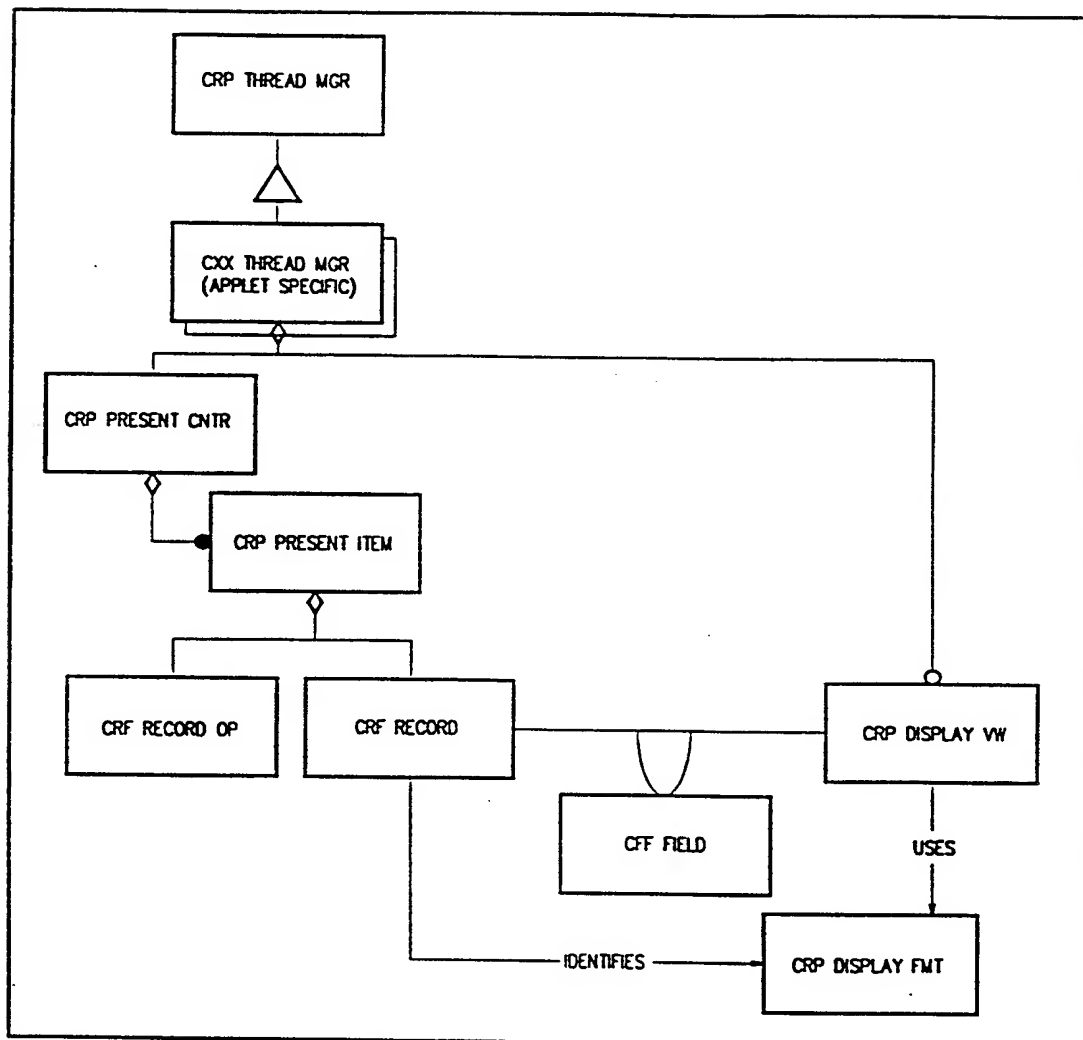 CRP THREAD MGR
CXX THREAD MGR
(APPLET SPECIFIC)
CRP PRESENT CNTR
CRP PRESENT ITEM
CRF RECORD OP
CRF RECORD
CRP DISPLAY VW
CFF FIELD
USES
IDENTIFIES
CRP DISPLAY FMT